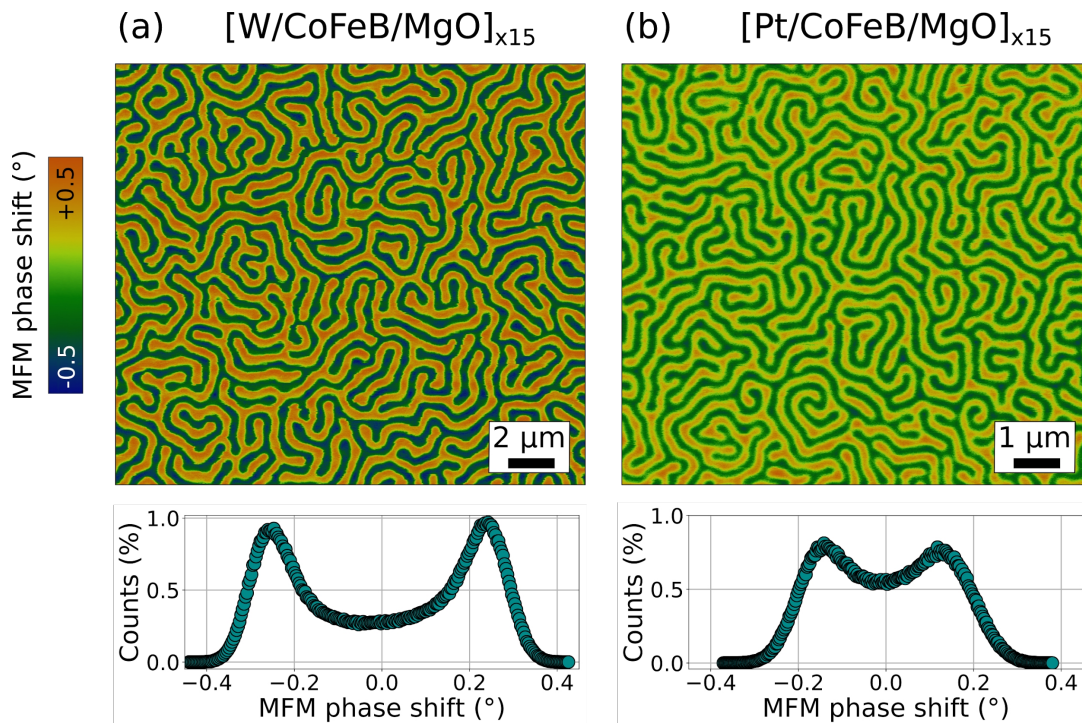 (a) [W/CoFeB/MgO]x15
(b) [Pt/CoFeB/MgO]x15
MFM phase shift (°)
+0.5
-0.5
2 μm
1 μm
Counts (%)
1.0
0.5
0.0
−0.4 −0.2 0.0 0.2 0.4
MFM phase shift (°)
Counts (%)
1.0
0.5
0.0
−0.4 −0.2 0.0 0.2 0.4
MFM phase shift (°)